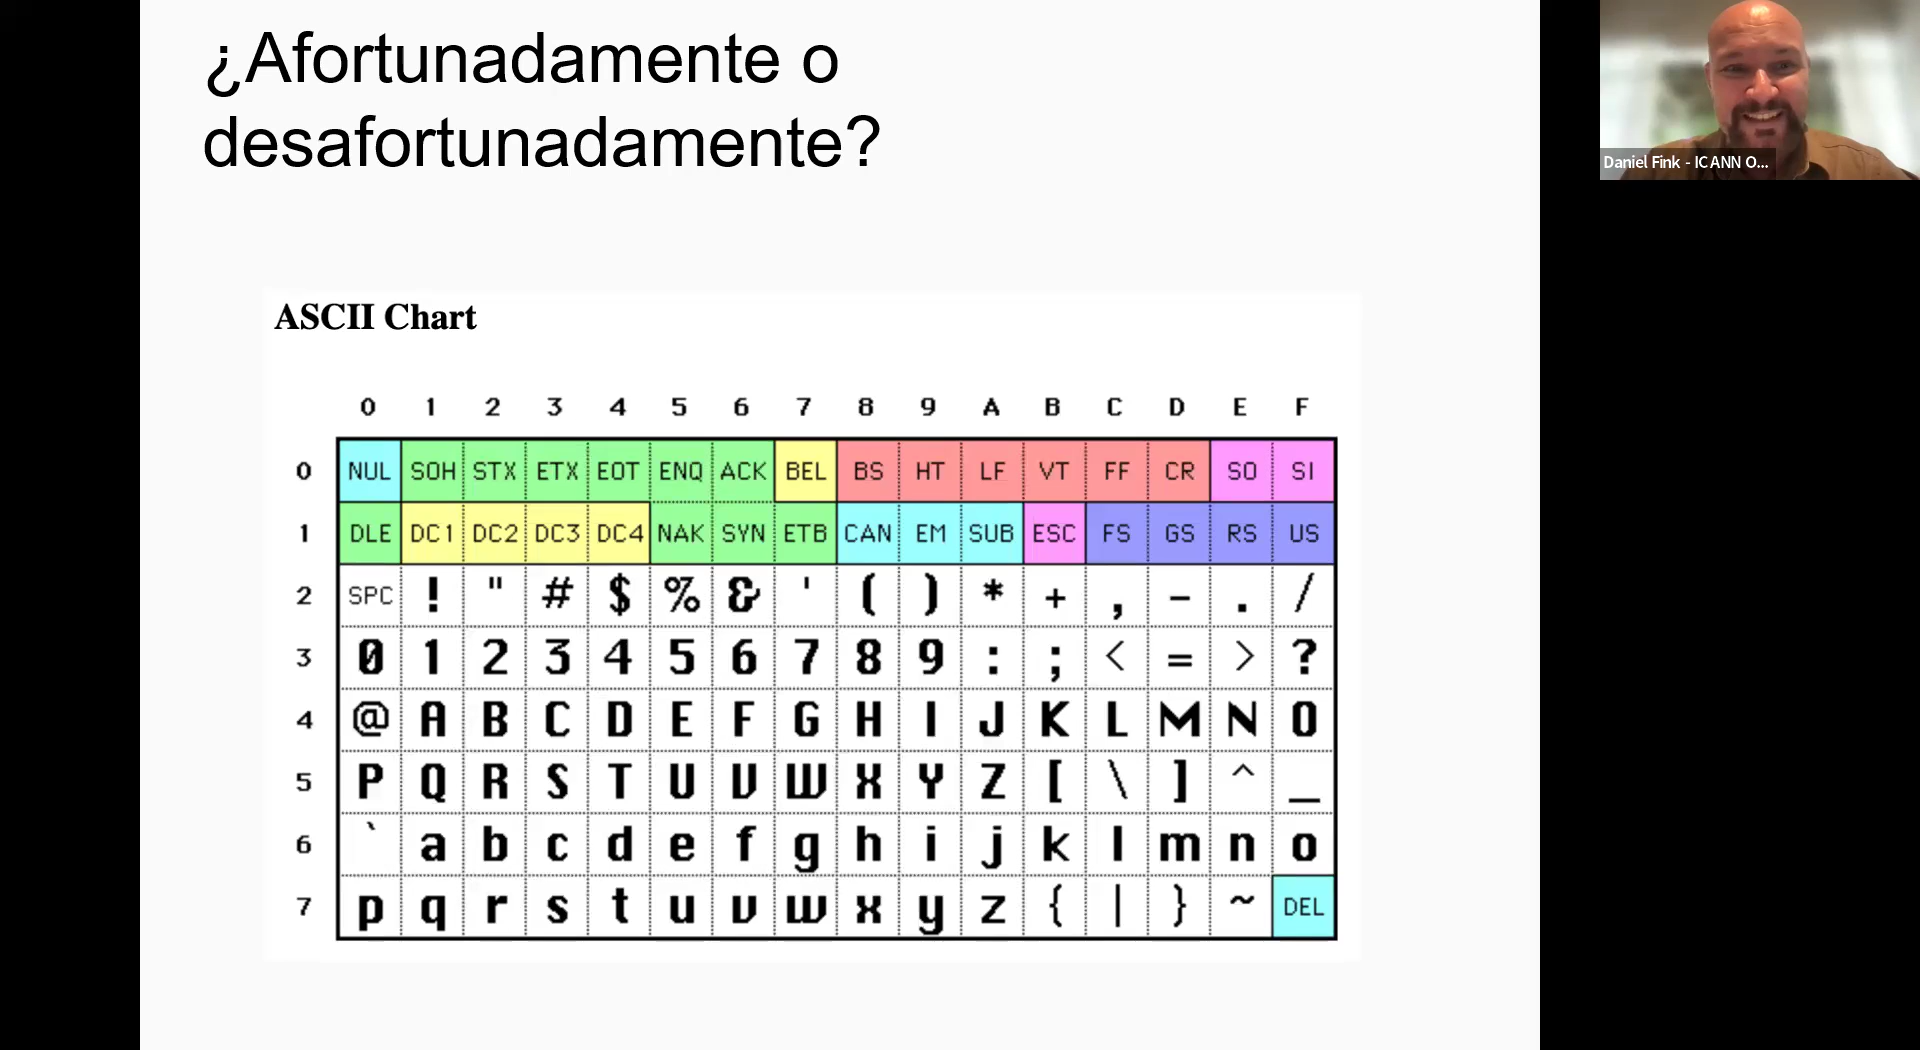 ¿Afortunadamente o
desafortunadamente?
Daniel Fink - ICANN O...
ASCII Chart
0 1 2 3 4 5 6 7 8 9 A B C D E F
0 NUL SOH STX ETX EOT ENQ ACK BEL BS HT LF VT FF CR SO SI
1 DLE DC1 DC2 DC3 DC4 NAK SYN ETB CAN EM SUB ESC FS GS RS US
2 SPC ! " # $ % & ' ( ) * + , - . /
3 0 1 2 3 4 5 6 7 8 9 : ; < = > ?
4 @ A B C D E F G H I J K L M N O
5 P Q R S T U V W X Y Z [ \ ] ^ _
6 ` a b c d e f g h i j k l m n o
7 p q r s t u v w x y z { | } ~ DEL